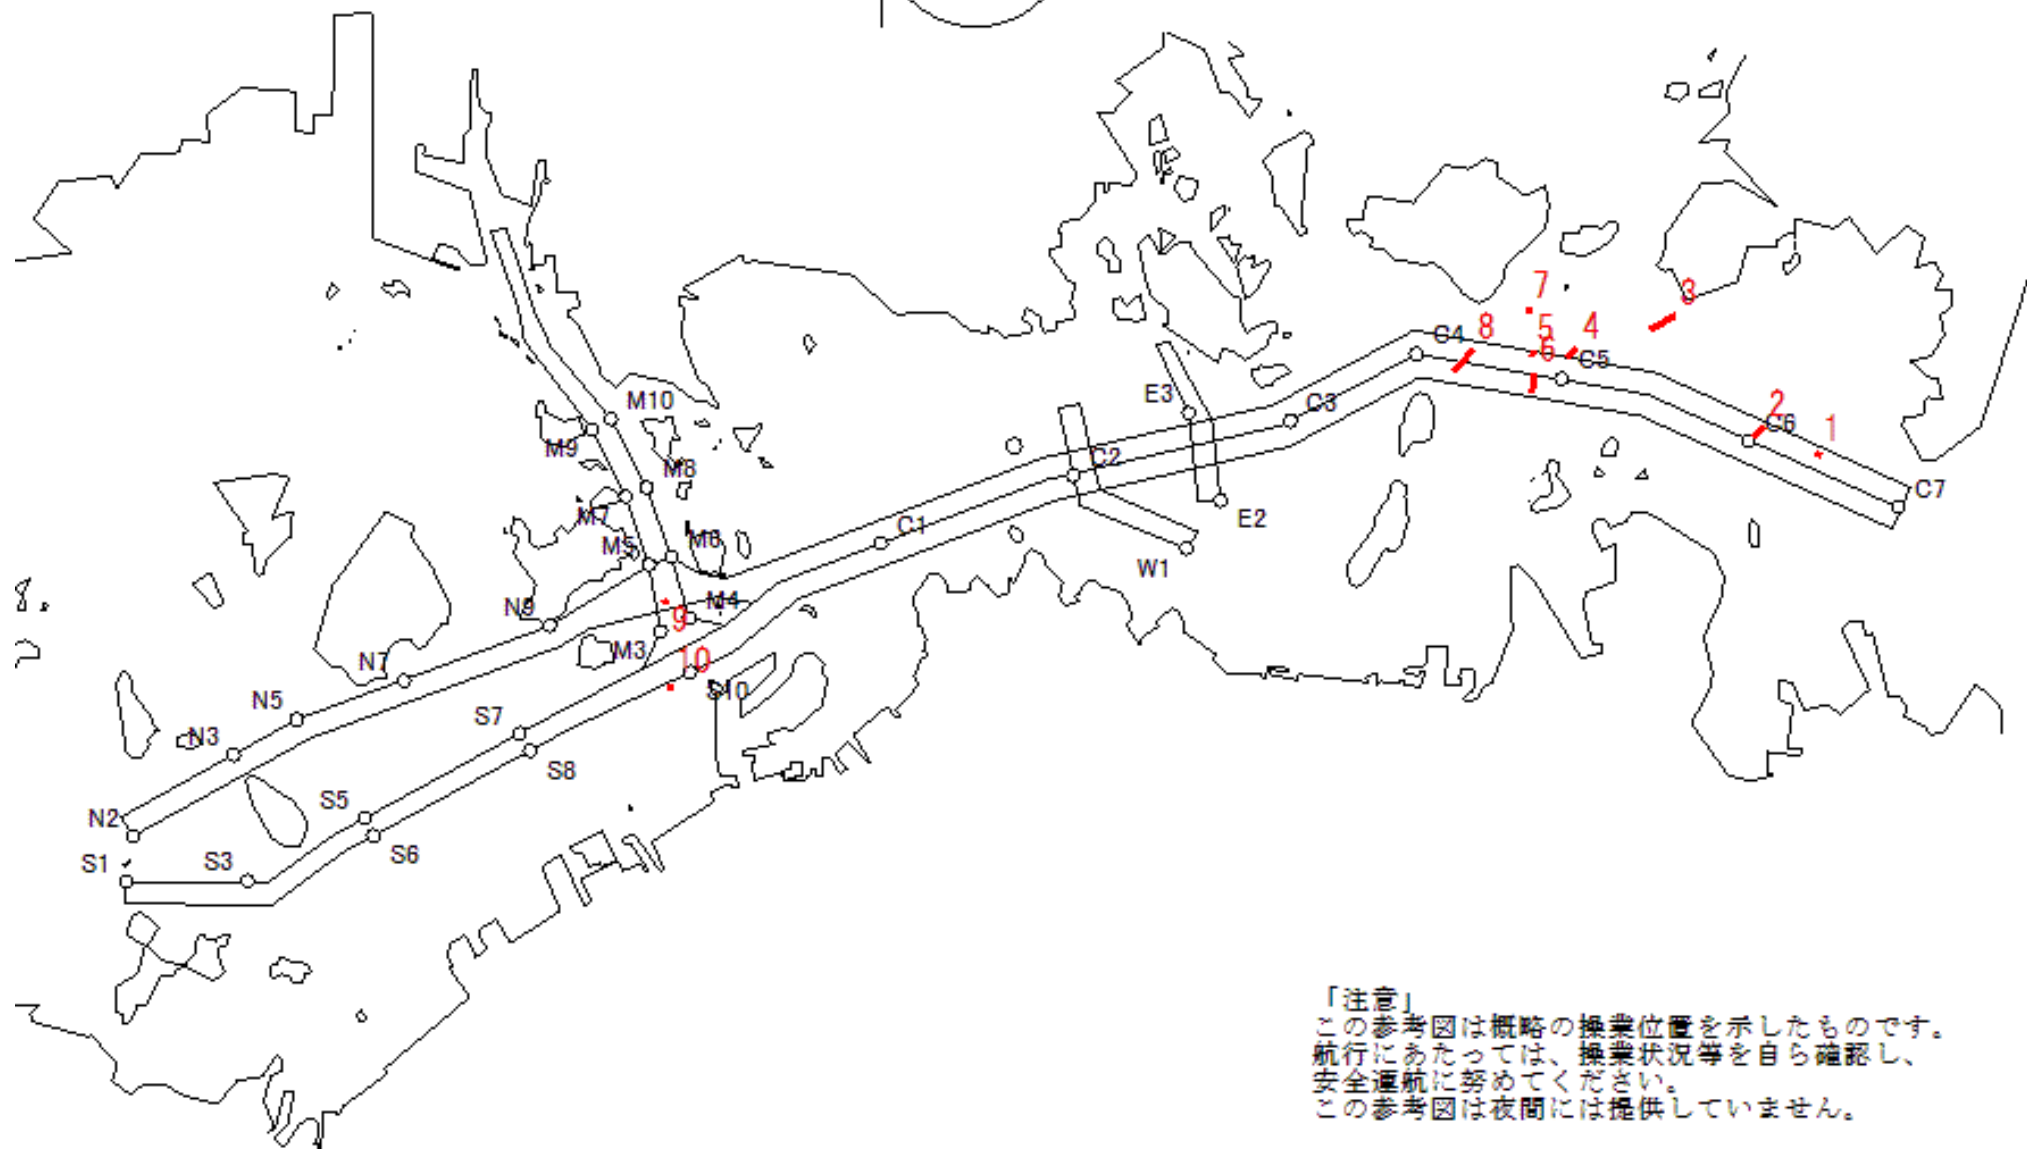 7
3
8
5
4
C4
6
C5
E3
M10
2
C3
C6
1
M9
C2
M8
C7
M7
C1
E2
M5
M6
W1
N9
M4
9
M3
N7
10
S10
N5
S7
N3
S8
S5
N2
S6
S1
S3
「注意」
この参考図は概略の操業位置を示したものです。
航行にあたっては、操業状況等を自ら確認し、
安全運航に努めてください。
この参考図は夜間には提供していません。